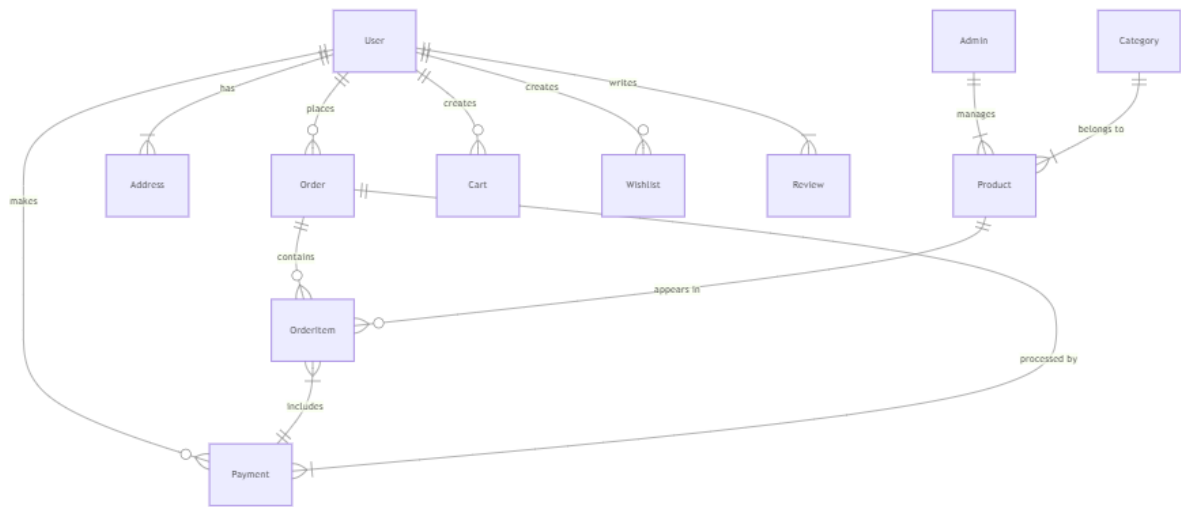 User
Admin
Category
has
places
creates
creates
writes
manages
belongs to
Address
Order
Cart
Wishlist
Review
Product
makes
contains
appears in
OrderItem
processed by
includes
Payment